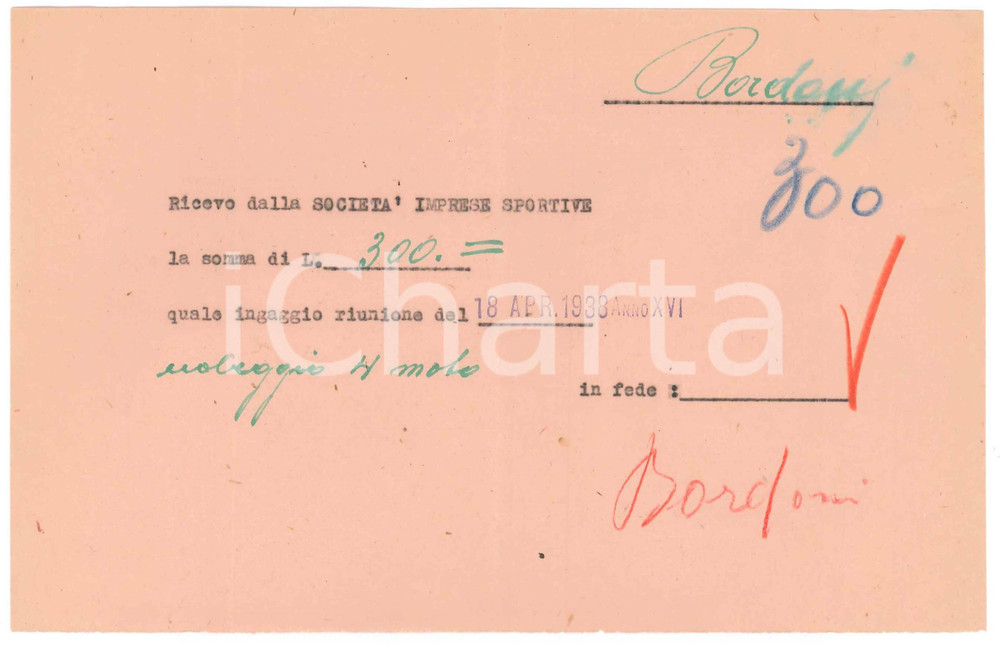 Bordoni
300
Ricevo dalla SOCIETA' IMPRESE SPORTIVE
la somma di L. 300.=
quale ingaggio riunione del 18 APR. 1938 ANNO XVI
noleggio 4 moto
in fede :
Bordoni
iCharta